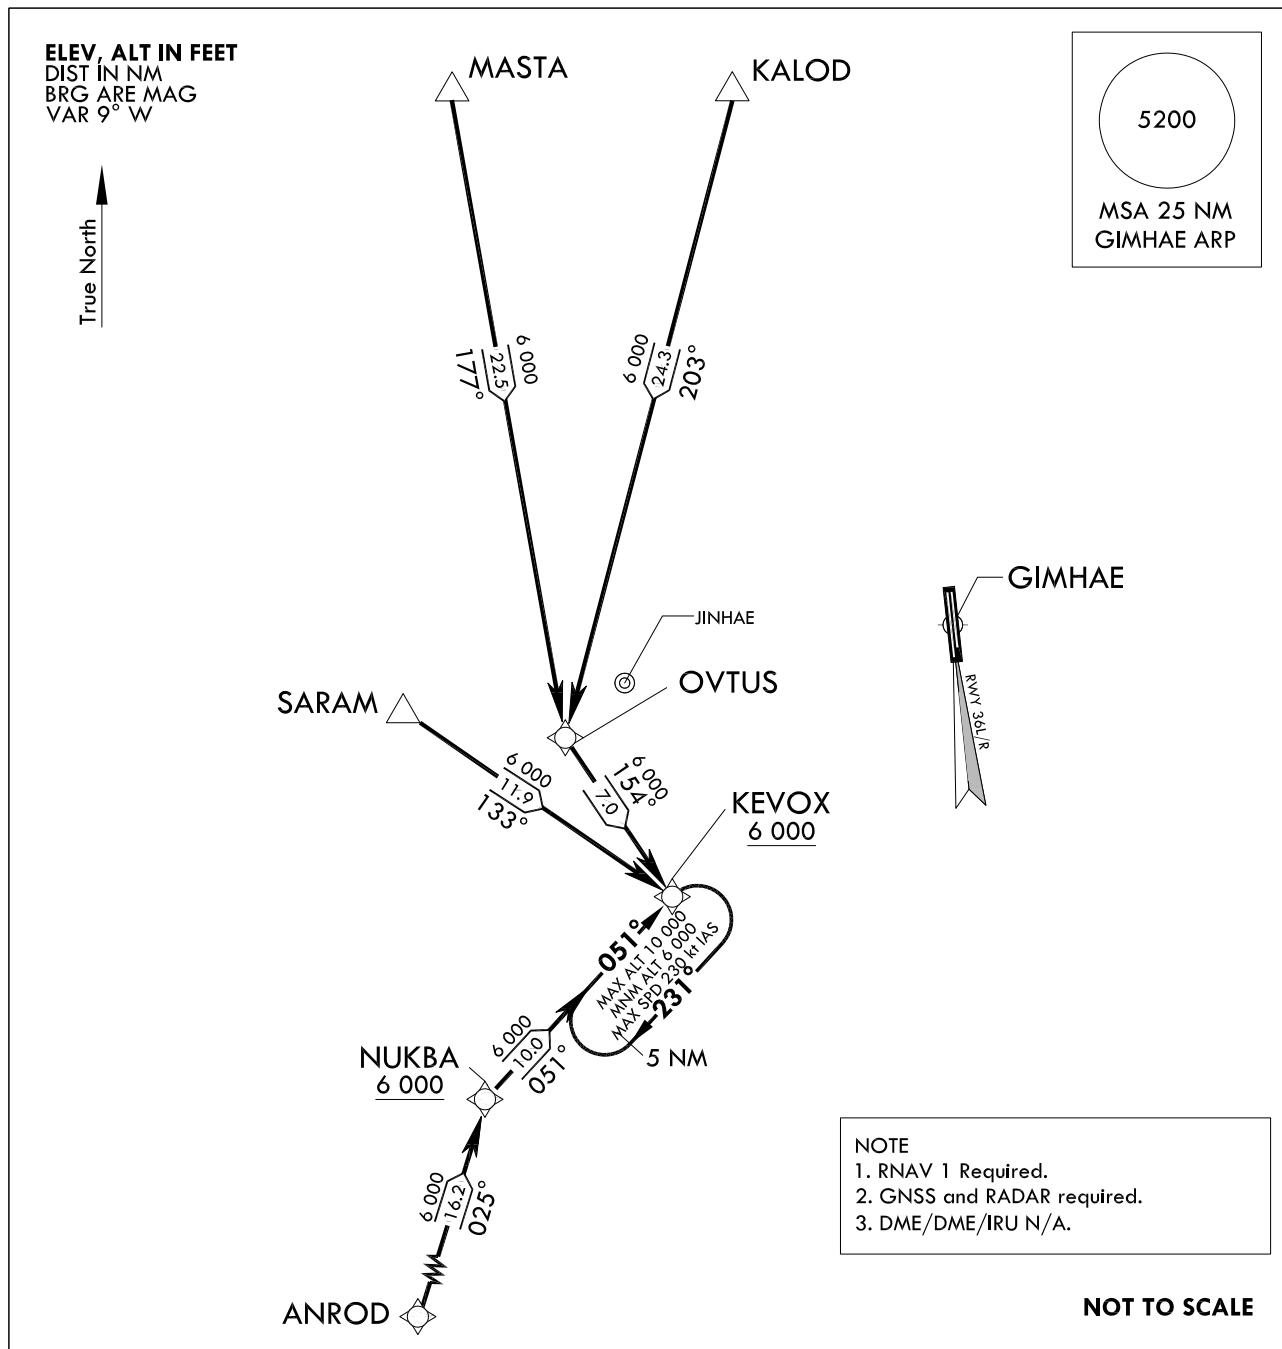 ELEV, ALT IN FEET
DIST IN NM
BRG ARE MAG
VAR 9° W
True North
MASTA
KALOD
5200
MSA 25 NM
GIMHAE ARP
6 000
22.5
177°
6 000
24.3
203°
GIMHAE
RWY 36L/R
JINHAE
OVTUS
SARAM
6 000
11.9
133°
6 000
154°
7.0
KEVOX
6 000
051°
MAX ALT 10 000
MNM ALT 6 000
MAX SPD 230 kt IAS
231°
5 NM
6 000
10.0
051°
NUKBA
6 000
6 000
16.2
025°
ANROD
NOTE
1. RNAV 1 Required.
2. GNSS and RADAR required.
3. DME/DME/IRU N/A.
NOT TO SCALE